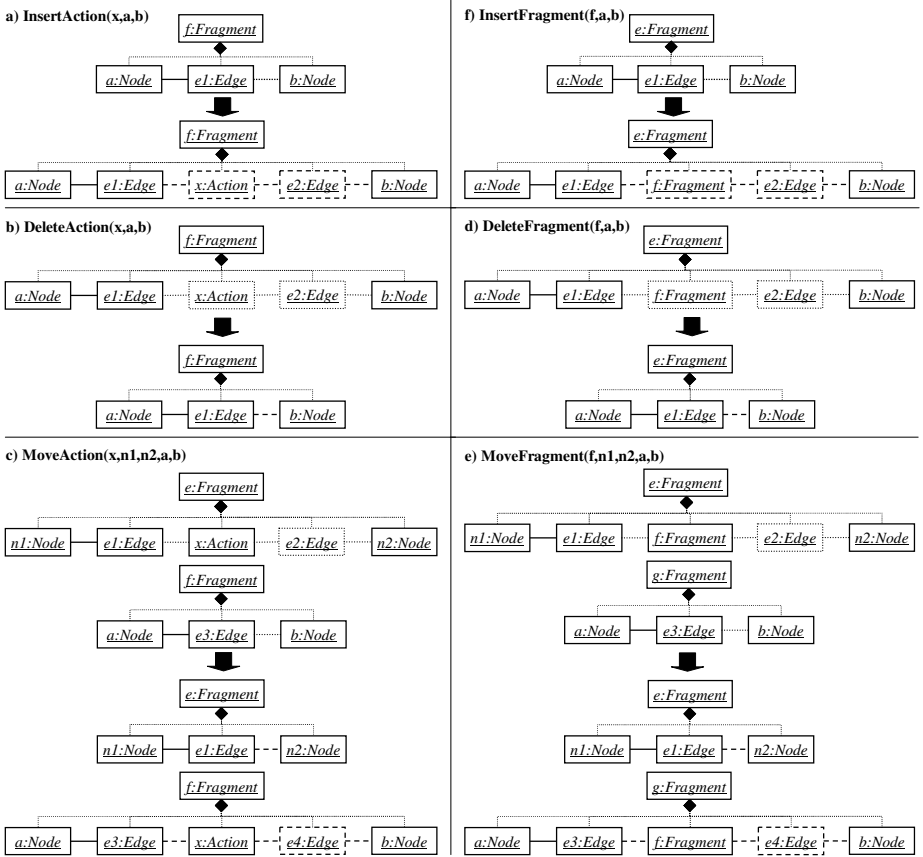 a) InsertAction(x,a,b)
f:Fragment
a:Node e1:Edge b:Node
f:Fragment
a:Node e1:Edge x:Action e2:Edge b:Node
f) InsertFragment(f,a,b)
e:Fragment
a:Node e1:Edge b:Node
e:Fragment
a:Node e1:Edge f:Fragment e2:Edge b:Node
b) DeleteAction(x,a,b)
f:Fragment
a:Node e1:Edge x:Action e2:Edge b:Node
f:Fragment
a:Node e1:Edge b:Node
d) DeleteFragment(f,a,b)
e:Fragment
a:Node e1:Edge f:Fragment e2:Edge b:Node
e:Fragment
a:Node e1:Edge b:Node
c) MoveAction(x,n1,n2,a,b)
e:Fragment
n1:Node e1:Edge x:Action e2:Edge n2:Node
f:Fragment
a:Node e3:Edge b:Node
e:Fragment
n1:Node e1:Edge n2:Node
f:Fragment
a:Node e3:Edge x:Action e4:Edge b:Node
e) MoveFragment(f,n1,n2,a,b)
e:Fragment
n1:Node e1:Edge f:Fragment e2:Edge n2:Node
g:Fragment
a:Node e3:Edge b:Node
e:Fragment
n1:Node e1:Edge n2:Node
g:Fragment
a:Node e3:Edge f:Fragment e4:Edge b:Node